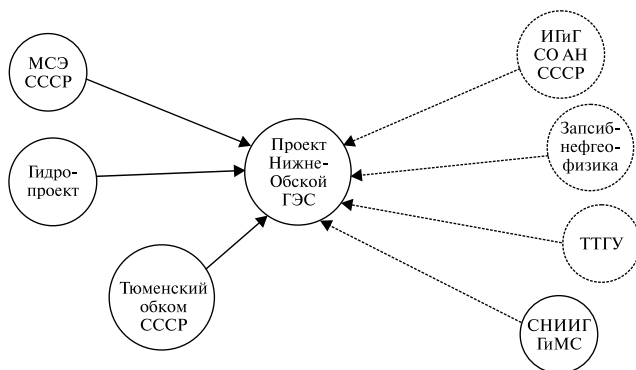 МСЭ
СССР
Гидро-
проект
Тюменский
обком
СССР
Проект
Нижне-
Обской
ГЭС
ИГиГ
СО АН
СССР
Запсиб-
нефгео-
физика
ТТГУ
СНИИГ
ГиМС